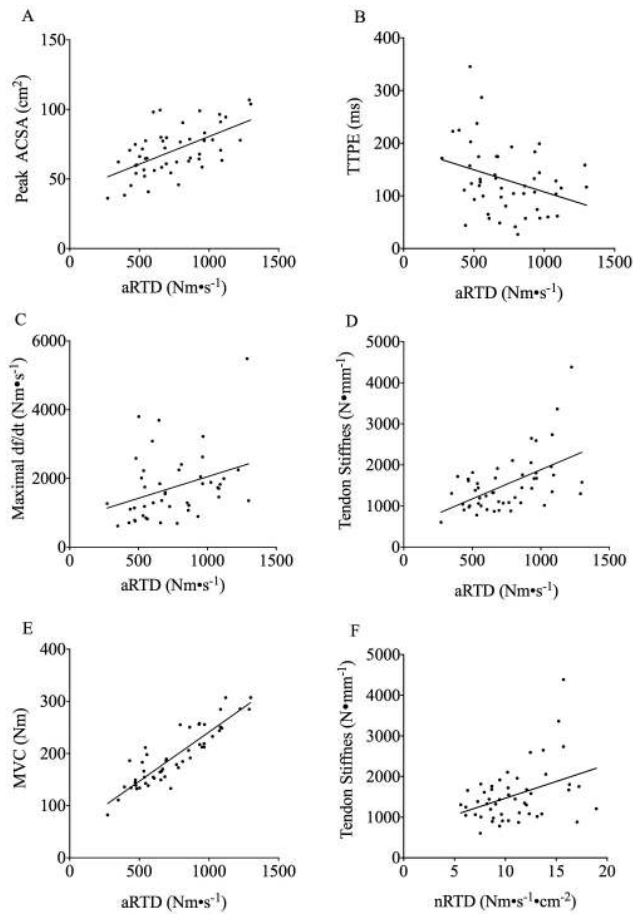 A
Peak ACSA (cm²)
150
100
50
0
0 500 1000 1500
aRTD (Nm•s⁻¹)
B
TTPE (ms)
400
300
200
100
0
0 500 1000 1500
aRTD (Nm•s⁻¹)
C
Maximal df/dt (Nm•s⁻¹)
6000
4000
2000
0
0 500 1000 1500
aRTD (Nm•s⁻¹)
D
Tendon Stiffnes (N•mm⁻¹)
5000
4000
3000
2000
1000
0
0 500 1000 1500
aRTD (Nm•s⁻¹)
E
MVC (Nm)
400
300
200
100
0
0 500 1000 1500
aRTD (Nm•s⁻¹)
F
Tendon Stiffnes (N•mm⁻¹)
5000
4000
3000
2000
1000
0
0 5 10 15 20
nRTD (Nm•s⁻¹•cm⁻²)